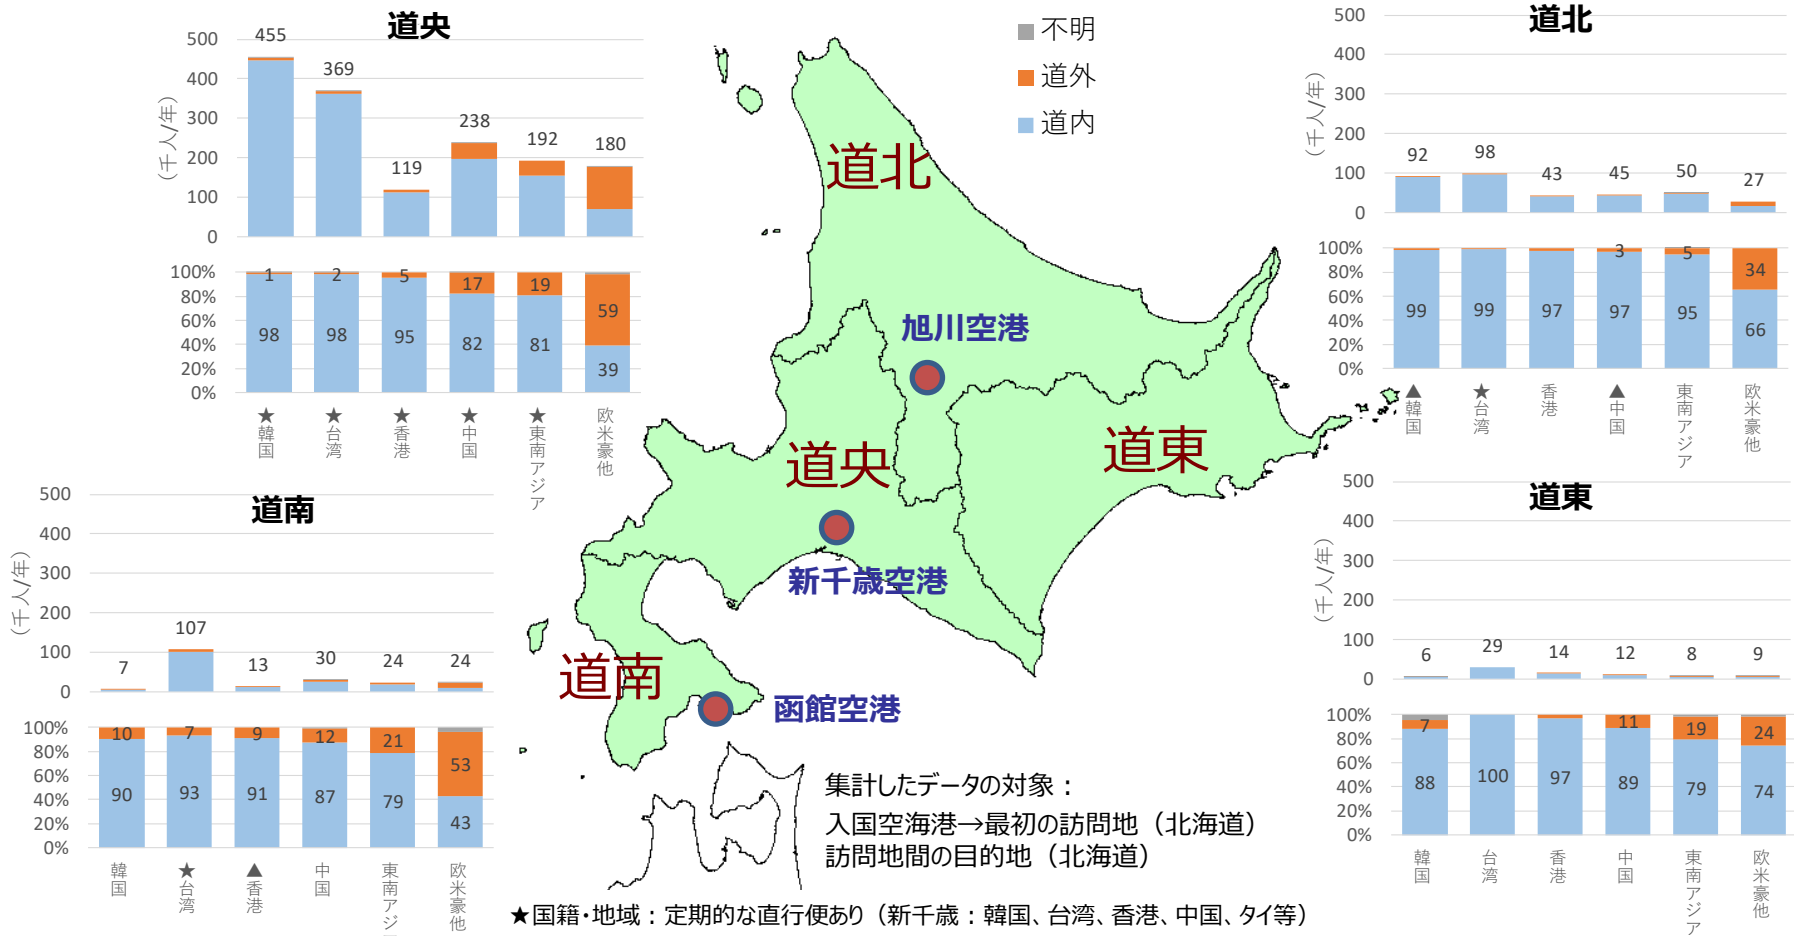 道央
(千人/年)
500
400
300
200
100
0
455
369
119
238
192
180
100%
80%
60%
40%
20%
0%
1
2
5
17
19
59
98
98
95
82
81
39
★韓国
★台湾
★香港
★中国
★東南アジア
欧米豪他
不明
道外
道内
道北
(千人/年)
500
400
300
200
100
0
92
98
43
45
50
27
100%
80%
60%
40%
20%
0%
3
5
34
99
99
97
97
95
66
▲韓国
★台湾
香港
▲中国
東南アジア
欧米豪他
道北
旭川空港
道央
道東
新千歳空港
道南
函館空港
道南
(千人/年)
500
400
300
200
100
0
7
107
13
30
24
24
100%
80%
60%
40%
20%
0%
10
7
9
12
21
53
90
93
91
87
79
43
韓国
★台湾
▲香港
中国
東南アジ
欧米豪他
道東
(千人/年)
500
400
300
200
100
0
6
29
14
12
8
9
100%
80%
60%
40%
20%
0%
7
11
19
24
88
100
97
89
79
74
韓国
台湾
香港
中国
東南アジア
欧米豪他
集計したデータの対象：
入国空海港→最初の訪問地（北海道）
訪問地間の目的地（北海道）
★国籍・地域：定期的な直行便あり（新千歳：韓国、台湾、香港、中国、タイ等）